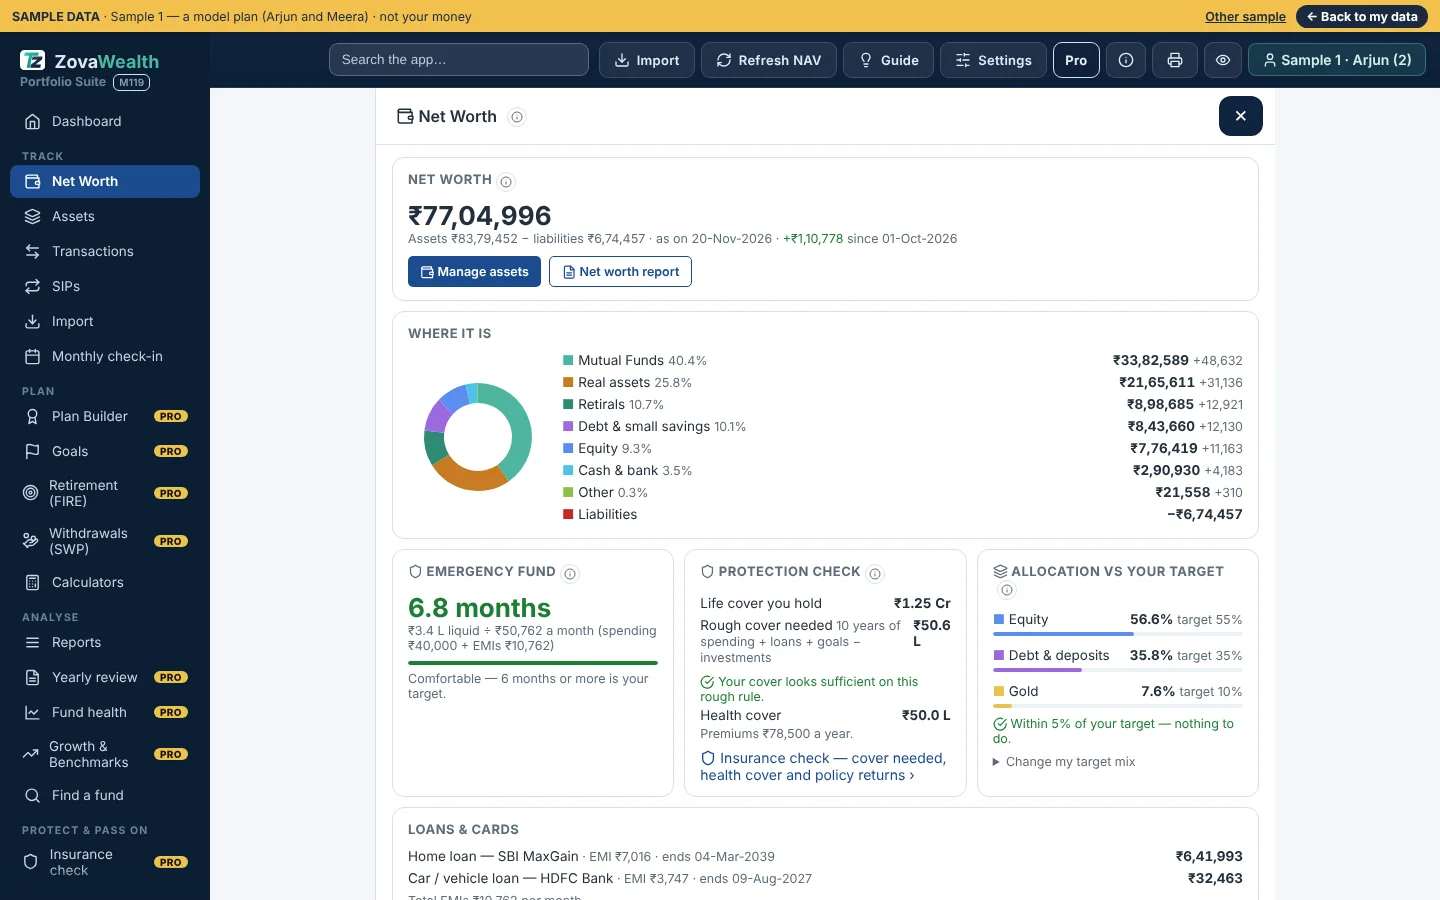 SAMPLE DATA · Sample 1 — a model plan (Arjun and Meera) · not your money
Other sample
← Back to my data
ZovaWealth
Portfolio Suite M119
Search the app…
Import
Refresh NAV
Guide
Settings
Pro
Sample 1 · Arjun (2)
Dashboard
TRACK
Net Worth
Assets
Transactions
SIPs
Import
Monthly check-in
PLAN
Plan Builder PRO
Goals PRO
Retirement
(FIRE) PRO
Withdrawals
(SWP) PRO
Calculators
ANALYSE
Reports
Yearly review PRO
Fund health PRO
Growth &
Benchmarks PRO
Find a fund
PROTECT & PASS ON
Insurance
check PRO
Net Worth
NET WORTH
₹77,04,996
Assets ₹83,79,452 − liabilities ₹6,74,457 · as on 20-Nov-2026 · +₹1,10,778 since 01-Oct-2026
Manage assets
Net worth report
WHERE IT IS
Mutual Funds 40.4% ₹33,82,589 +48,632
Real assets 25.8% ₹21,65,611 +31,136
Retirals 10.7% ₹8,98,685 +12,921
Debt & small savings 10.1% ₹8,43,660 +12,130
Equity 9.3% ₹7,76,419 +11,163
Cash & bank 3.5% ₹2,90,930 +4,183
Other 0.3% ₹21,558 +310
Liabilities −₹6,74,457
EMERGENCY FUND
6.8 months
₹3.4 L liquid ÷ ₹50,762 a month (spending
₹40,000 + EMIs ₹10,762)
Comfortable — 6 months or more is your
target.
PROTECTION CHECK
Life cover you hold ₹1.25 Cr
Rough cover needed 10 years of ₹50.6
spending + loans + goals − L
investments
Your cover looks sufficient on this
rough rule.
Health cover ₹50.0 L
Premiums ₹78,500 a year.
Insurance check — cover needed,
health cover and policy returns ›
ALLOCATION VS YOUR TARGET
Equity 56.6% target 55%
Debt & deposits 35.8% target 35%
Gold 7.6% target 10%
Within 5% of your target — nothing to
do.
▶ Change my target mix
LOANS & CARDS
Home loan — SBI MaxGain · EMI ₹7,016 · ends 04-Mar-2039 ₹6,41,993
Car / vehicle loan — HDFC Bank · EMI ₹3,747 · ends 09-Aug-2027 ₹32,463
Total EMIs ₹10,762 per month